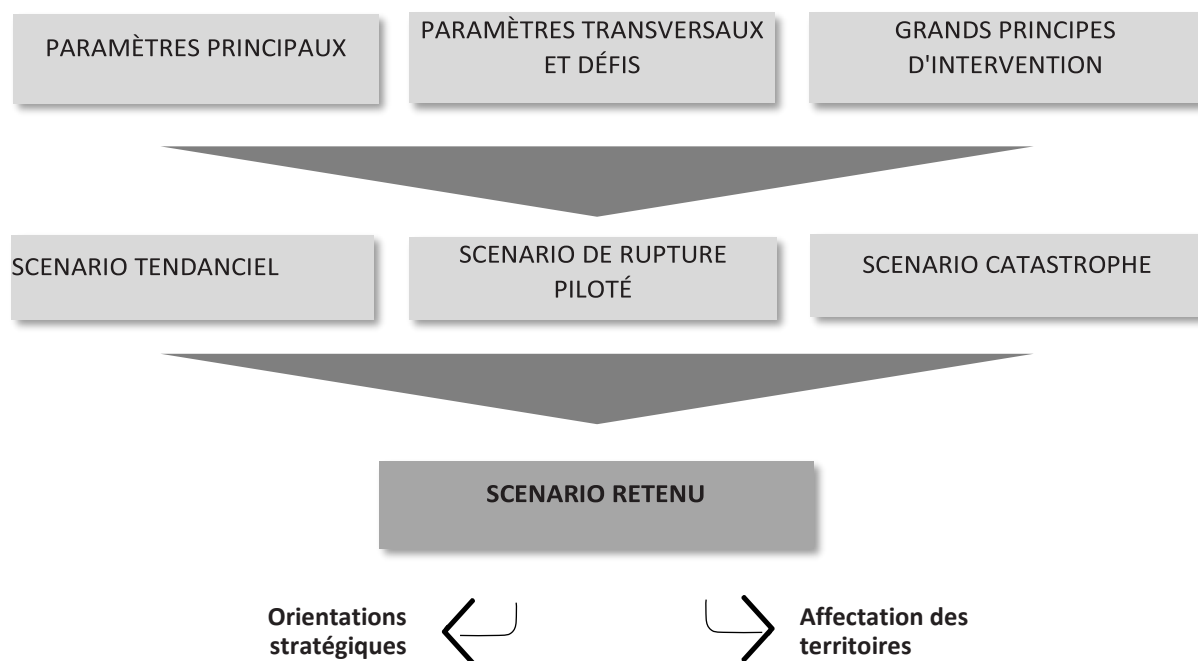 PARAMÈTRES PRINCIPAUX
PARAMÈTRES TRANSVERSAUX
ET DÉFIS
GRANDS PRINCIPES
D'INTERVENTION
SCENARIO TENDANCIEL
SCENARIO DE RUPTURE
PILOTÉ
SCENARIO CATASTROPHE
SCENARIO RETENU
Orientations
stratégiques
Affectation des
territoires